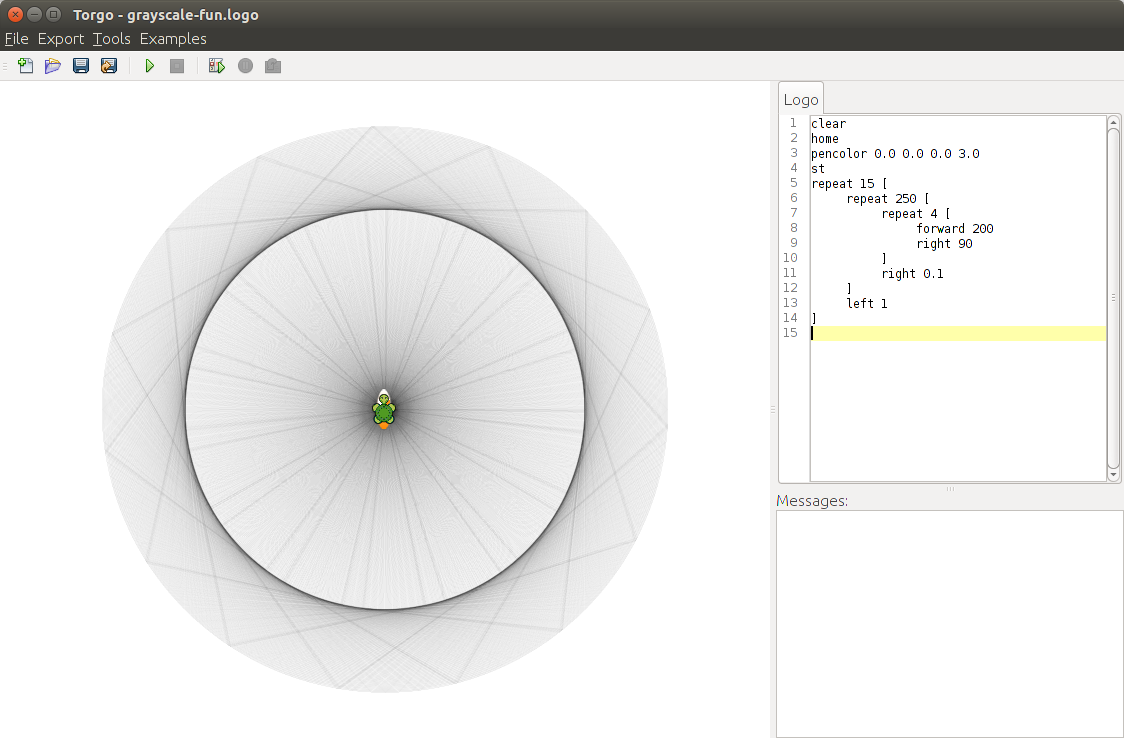 Torgo - grayscale-fun.logo
File Export Tools Examples
Logo
1 clear
2 home
3 pencolor 0.0 0.0 0.0 3.0
4 st
5 repeat 15 [
6 repeat 250 [
7 repeat 4 [
8 forward 200
9 right 90
10 ]
11 right 0.1
12 ]
13 left 1
14 ]
15
Messages: